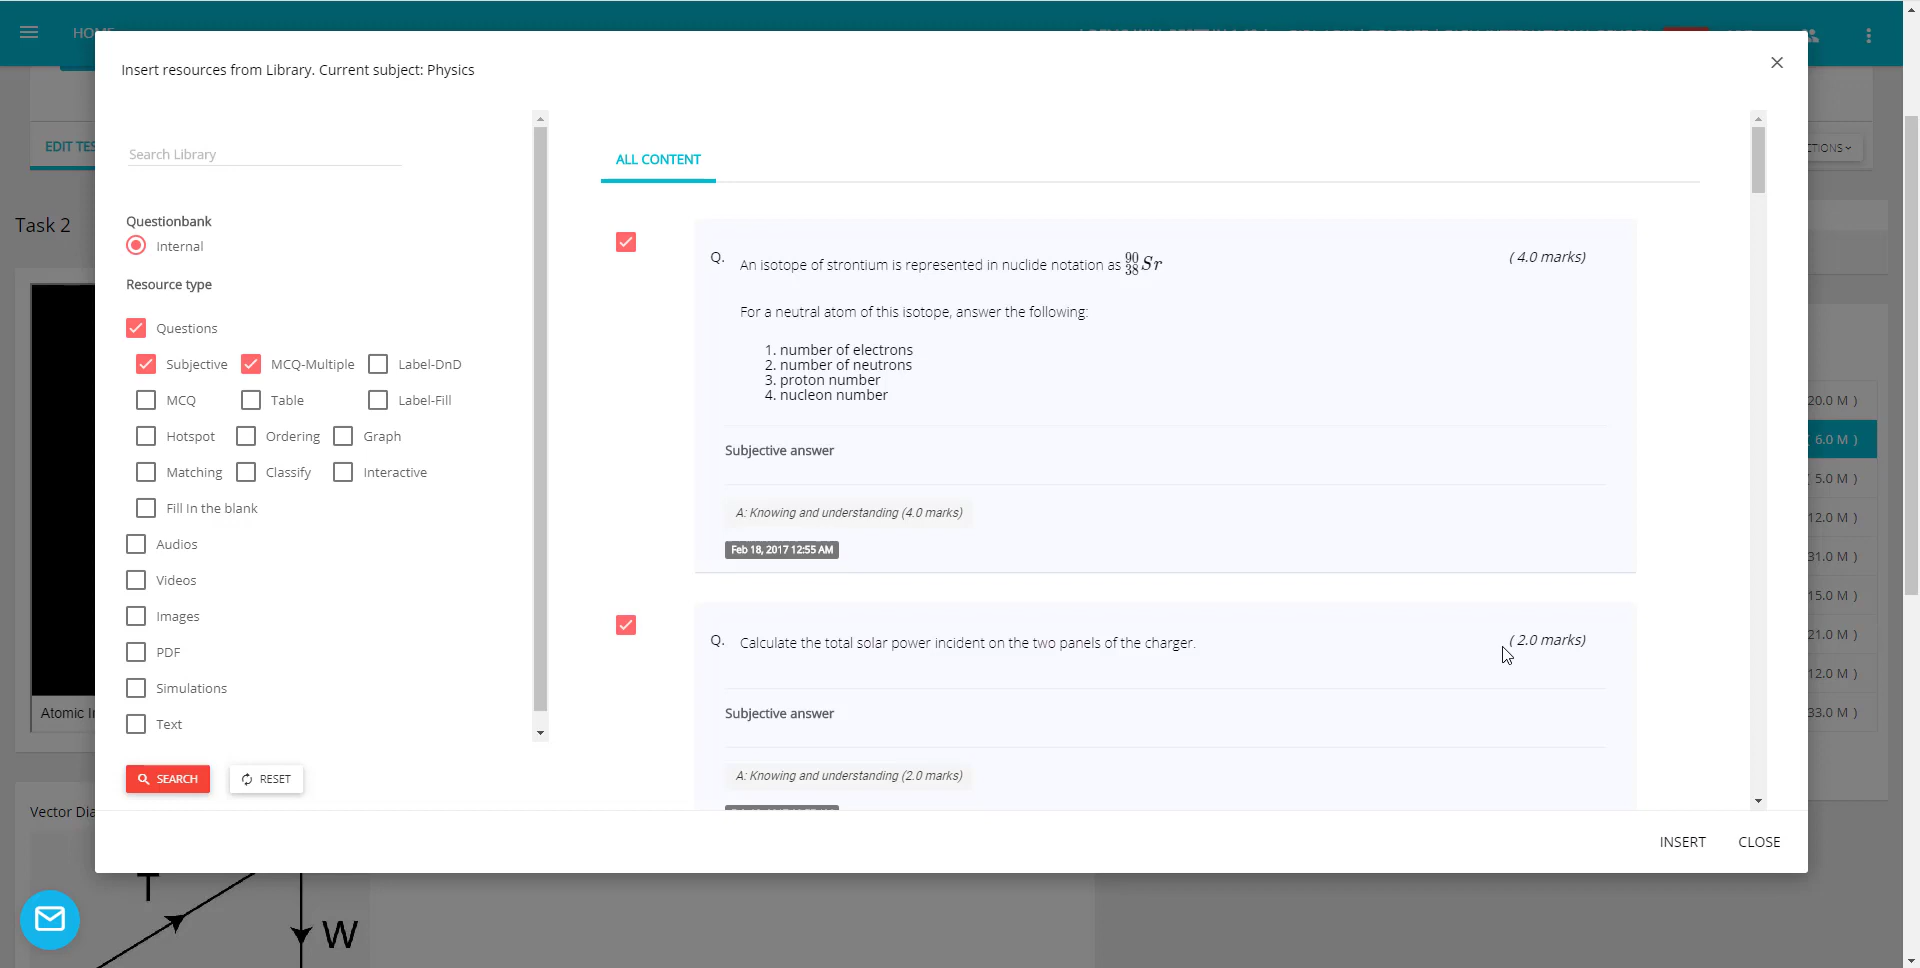 HOME
Insert resources from Library. Current subject: Physics
EDIT TES
CTIONS
Search Library
ALL CONTENT
Task 2
Questionbank
Internal
Resource type
Questions
Subjective MCQ-Multiple Label-DnD
MCQ Table Label-Fill
Hotspot Ordering Graph
Matching Classify Interactive
Fill In the blank
Audios
Videos
Images
PDF
Simulations
Text
SEARCH RESET
Q. An isotope of strontium is represented in nuclide notation as ⁹⁰₃₈Sr ( 4.0 marks)
For a neutral atom of this isotope, answer the following:
1. number of electrons
2. number of neutrons
3. proton number
4. nucleon number
Subjective answer
A: Knowing and understanding (4.0 marks)
Feb 18, 2017 12:55 AM
Q. Calculate the total solar power incident on the two panels of the charger. ( 2.0 marks)
Subjective answer
A: Knowing and understanding (2.0 marks)
20.0 M )
6.0 M )
5.0 M )
12.0 M )
31.0 M )
15.0 M )
21.0 M )
12.0 M )
33.0 M )
INSERT CLOSE
Atomic I
Vector Dia
T
W